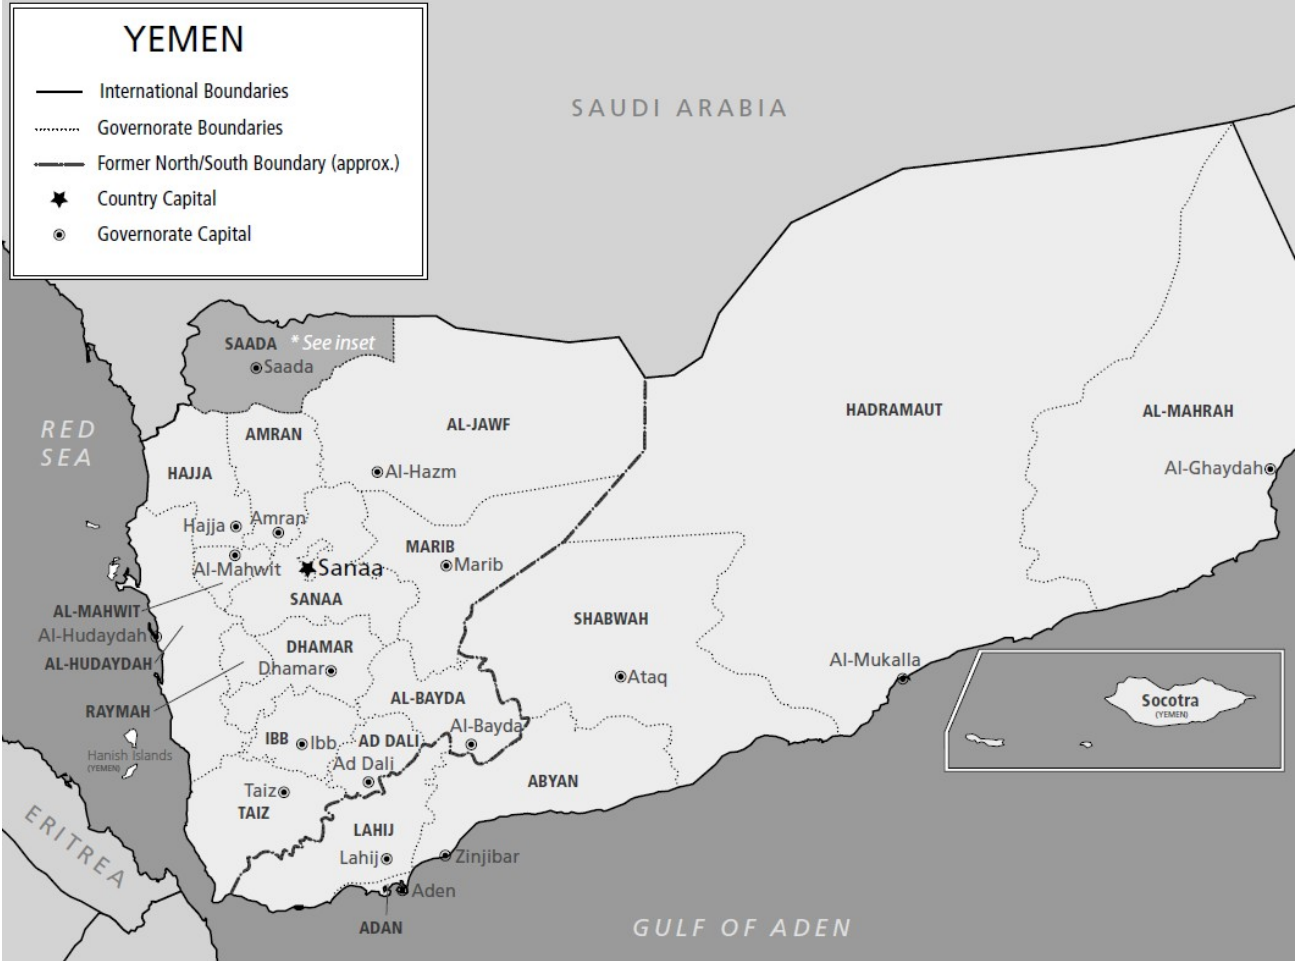 YEMEN
International Boundaries
Governorate Boundaries
Former North/South Boundary (approx.)
Country Capital
Governorate Capital
SAUDI ARABIA
SAADA
* See inset
Saada
RED
SEA
AMRAN
AL-JAWF
HADRAMAUT
AL-MAHRAH
HAJJA
Al-Hazm
Al-Ghaydah
Hajja
Amran
MARIB
Al-Mahwit
Sanaa
Marib
SANAA
AL-MAHWIT
SHABWAH
Al-Hudaydah
DHAMAR
AL-HUDAYDAH
Dhamar
Ataq
Al-Mukalla
AL-BAYDA
RAYMAH
Socotra
(YEMEN)
Al-Bayda
IBB
Ibb
AD DALI
Hanish Islands
(YEMEN)
Ad Dali
ABYAN
Taiz
TAIZ
ERITREA
LAHIJ
Lahij
Zinjibar
Aden
ADAN
GULF OF ADEN